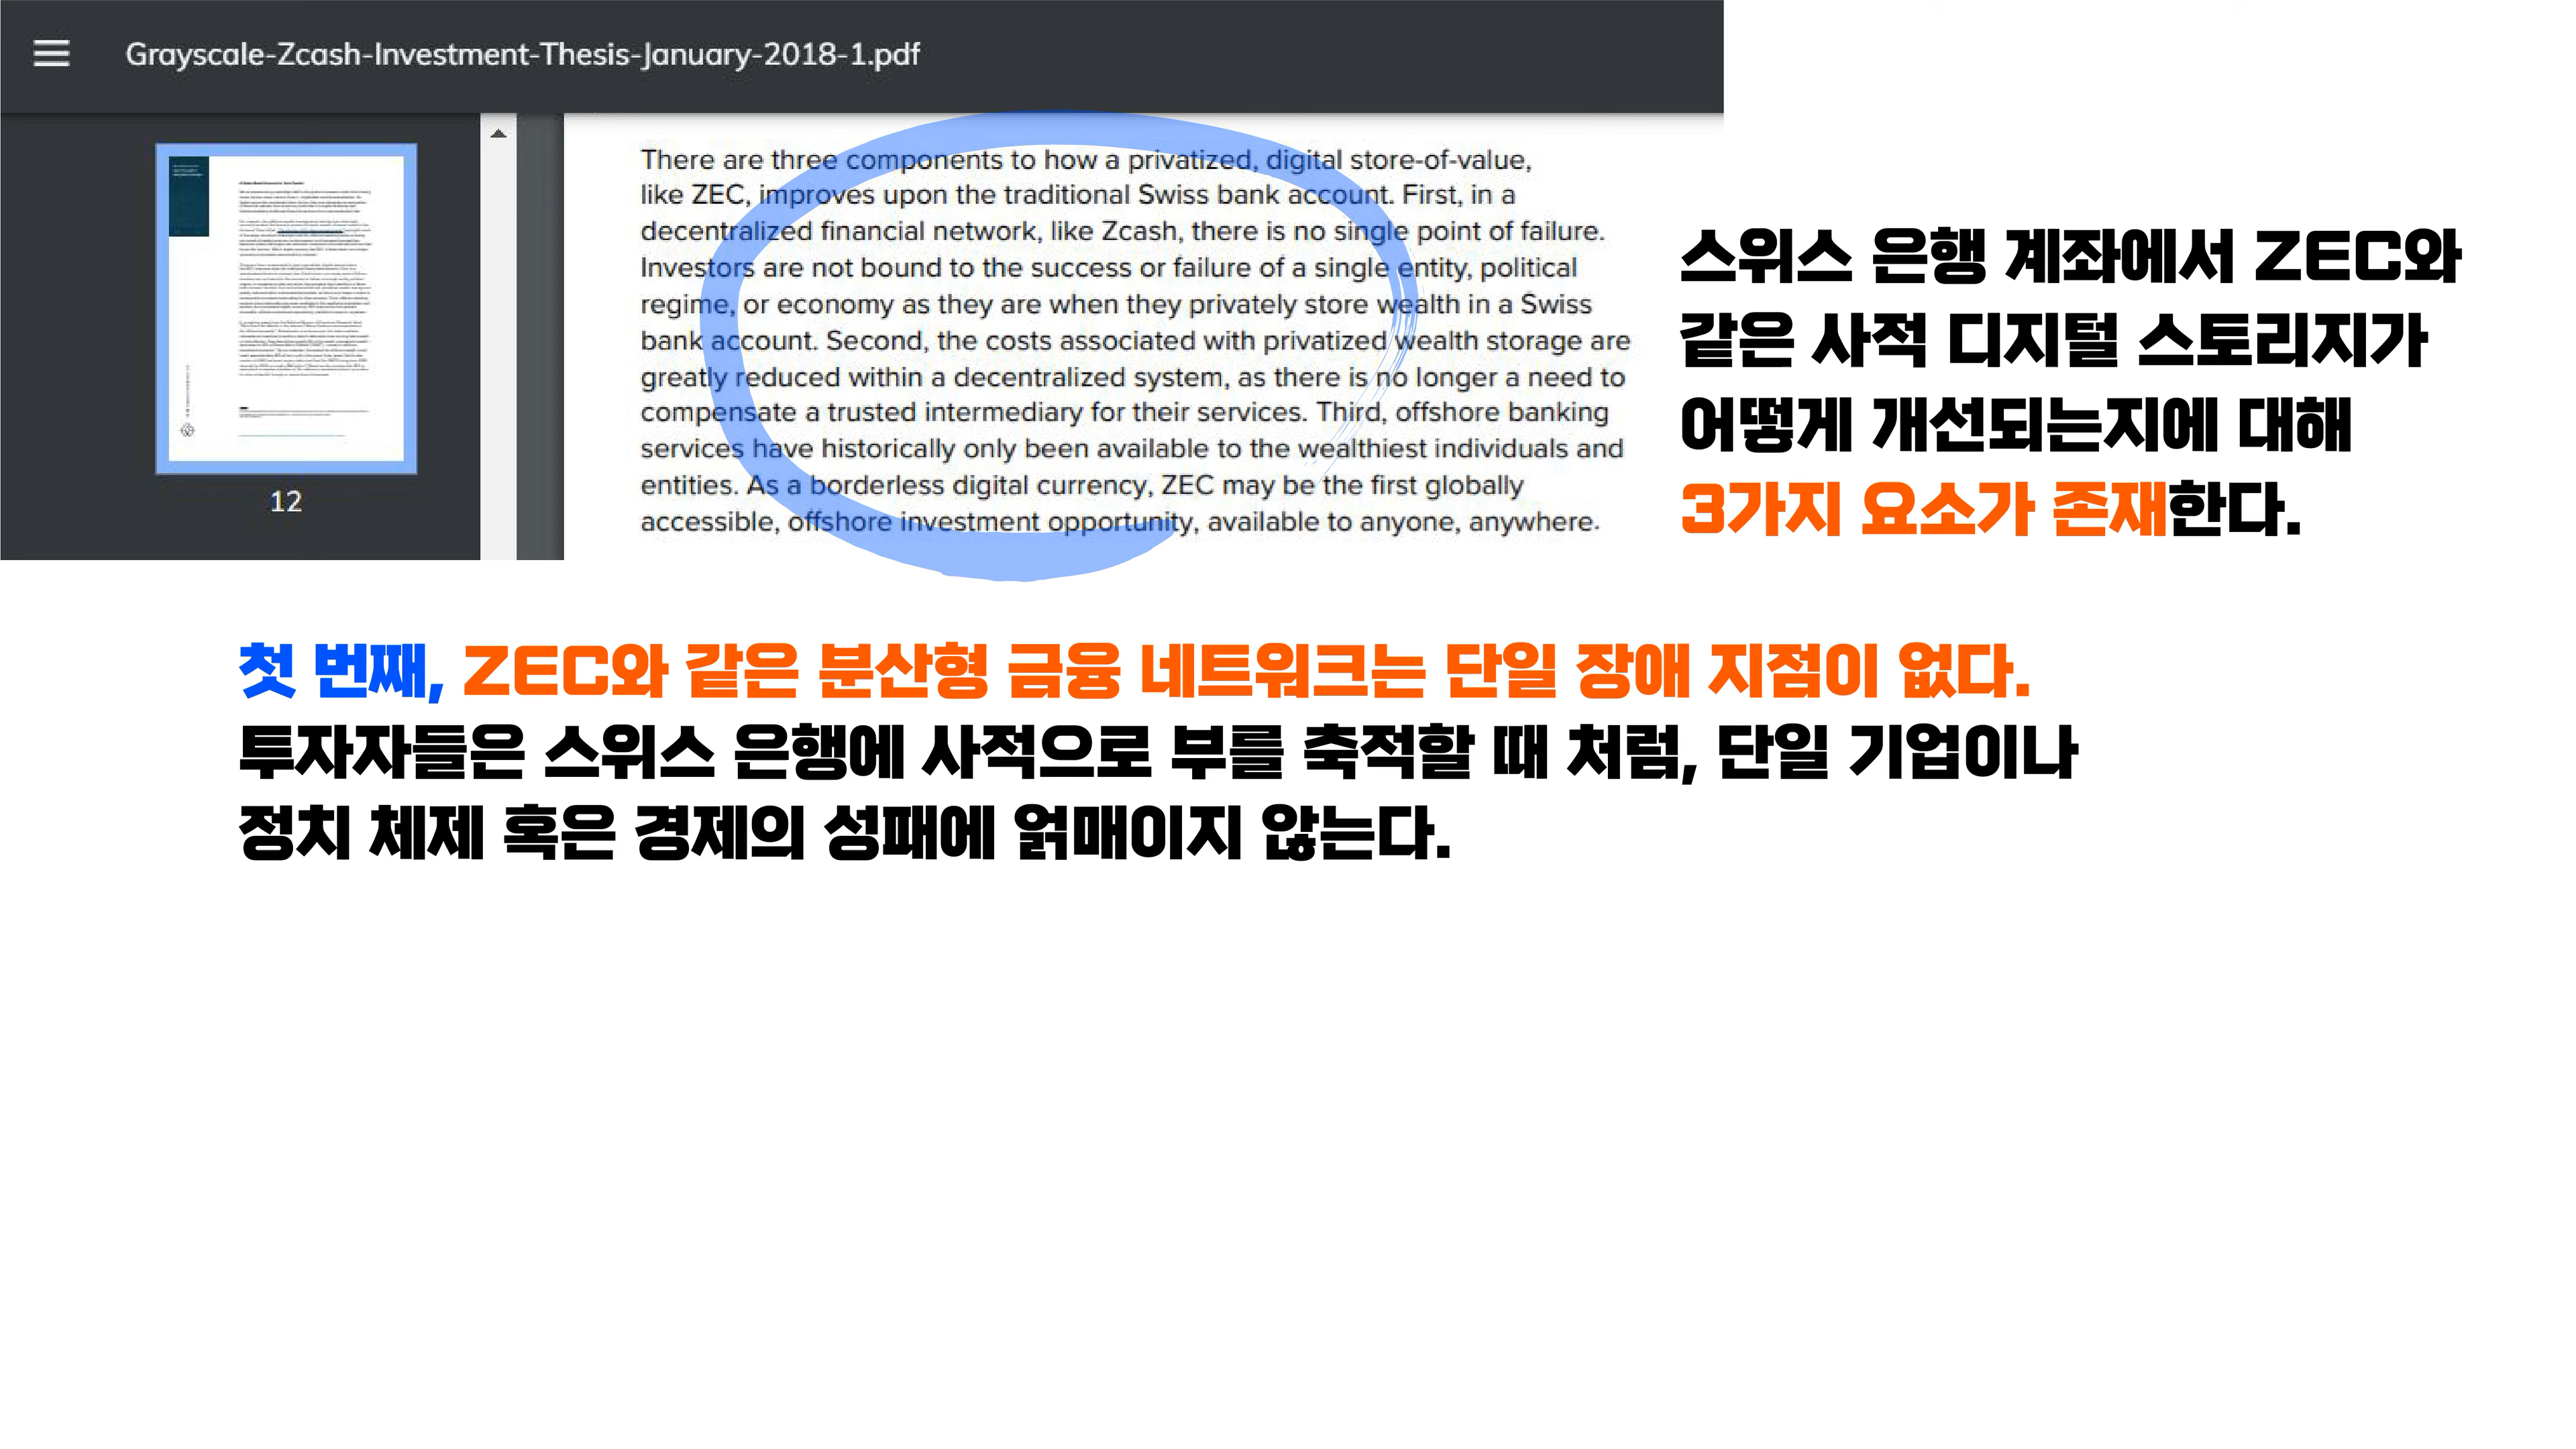 Grayscale-Zcash-Investment-Thesis-January-2018-1.pdf
12
There are three components to how a privatized, digital store-of-value,
like ZEC, improves upon the traditional Swiss bank account. First, in a
decentralized financial network, like Zcash, there is no single point of failure.
Investors are not bound to the success or failure of a single entity, political
regime, or economy as they are when they privately store wealth in a Swiss
bank account. Second, the costs associated with privatized wealth storage are
greatly reduced within a decentralized system, as there is no longer a need to
compensate a trusted intermediary for their services. Third, offshore banking
services have historically only been available to the wealthiest individuals and
entities. As a borderless digital currency, ZEC may be the first globally
accessible, offshore investment opportunity, available to anyone, anywhere.
스위스 은행 계좌에서 ZEC와
같은 사적 디지털 스토리지가
어떻게 개선되는지에 대해
3가지 요소가 존재한다.
첫 번째, ZEC와 같은 분산형 금융 네트워크는 단일 장애 지점이 없다.
투자자들은 스위스 은행에 사적으로 부를 축적할 때 처럼, 단일 기업이나
정치 체제 혹은 경제의 성패에 얽매이지 않는다.